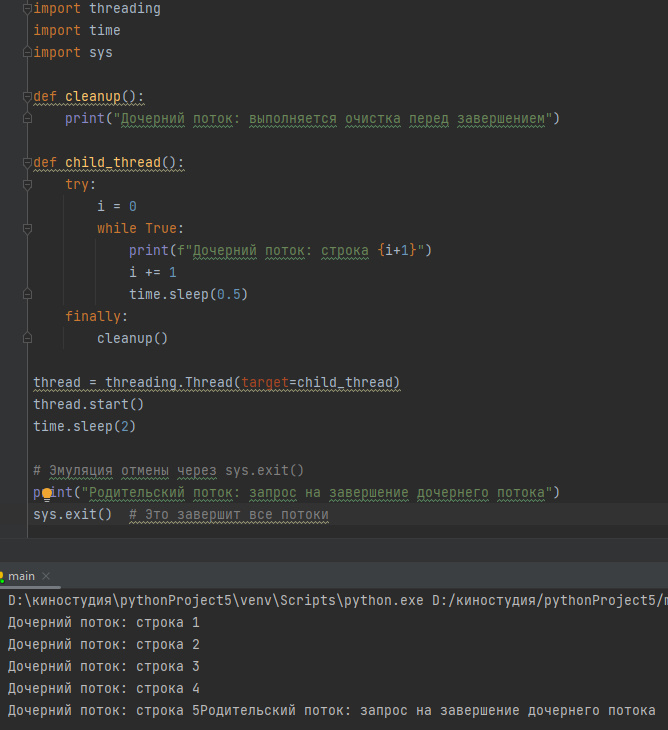 import threading
import time
import sys
def cleanup():
    print("Дочерний поток: выполняется очистка перед завершением")
def child_thread():
    try:
        i = 0
        while True:
            print(f"Дочерний поток: строка {i+1}")
            i += 1
            time.sleep(0.5)
    finally:
        cleanup()
thread = threading.Thread(target=child_thread)
thread.start()
time.sleep(2)
# Эмуляция отмены через sys.exit()
print("Родительский поток: запрос на завершение дочернего потока")
sys.exit()  # Это завершит все потоки
main ×
D:\киностудия\pythonProject5\venv\Scripts\python.exe D:/киностудия/pythonProject5/
Дочерний поток: строка 1
Дочерний поток: строка 2
Дочерний поток: строка 3
Дочерний поток: строка 4
Дочерний поток: строка 5Родительский поток: запрос на завершение дочернего потока